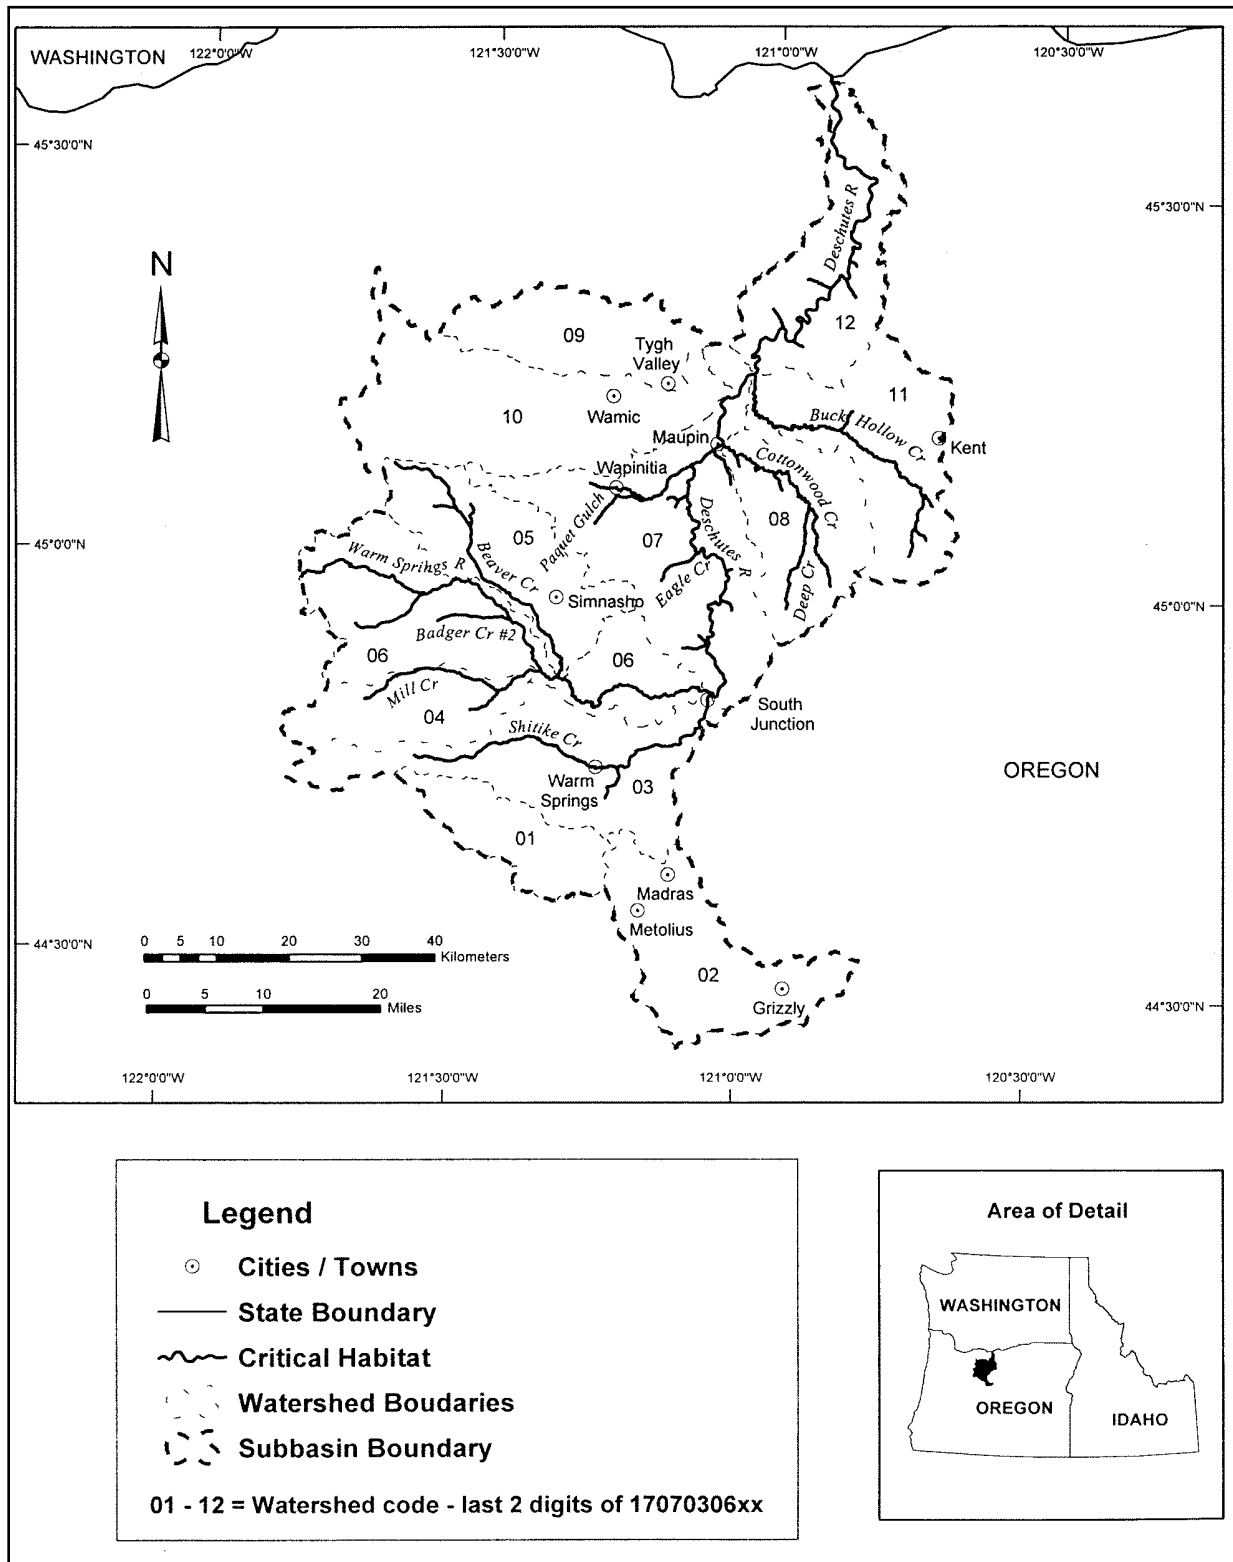 122°0'0"W
121°30'0"W
121°0'0"W
120°30'0"W
WASHINGTON
45°30'0"N
45°30'0"N
N
Deschutes R
12
09
Tygh
Valley
11
10
Wamic
Buck Hollow Cr
Maupin
Kent
Cottonwood Cr
Wapinitia
Paquet Gulch
05
07
08
Deschutes R
45°0'0"N
Warm Springs R
Beaver Cr
Eagle Cr
Deep Cr
Simnasho
45°0'0"N
Badger Cr #2
06
06
Mill Cr
04
South
Junction
Shitike Cr
OREGON
Warm
Springs
03
01
Madras
Metolius
44°30'0"N
0 5 10 20 30 40
Kilometers
02
Grizzly
0 5 10 20
Miles
44°30'0"N
122°0'0"W
121°30'0"W
121°0'0"W
120°30'0"W
Legend
Cities / Towns
State Boundary
Critical Habitat
Watershed Boudaries
Subbasin Boundary
01 - 12 = Watershed code - last 2 digits of 17070306xx
Area of Detail
WASHINGTON
OREGON
IDAHO